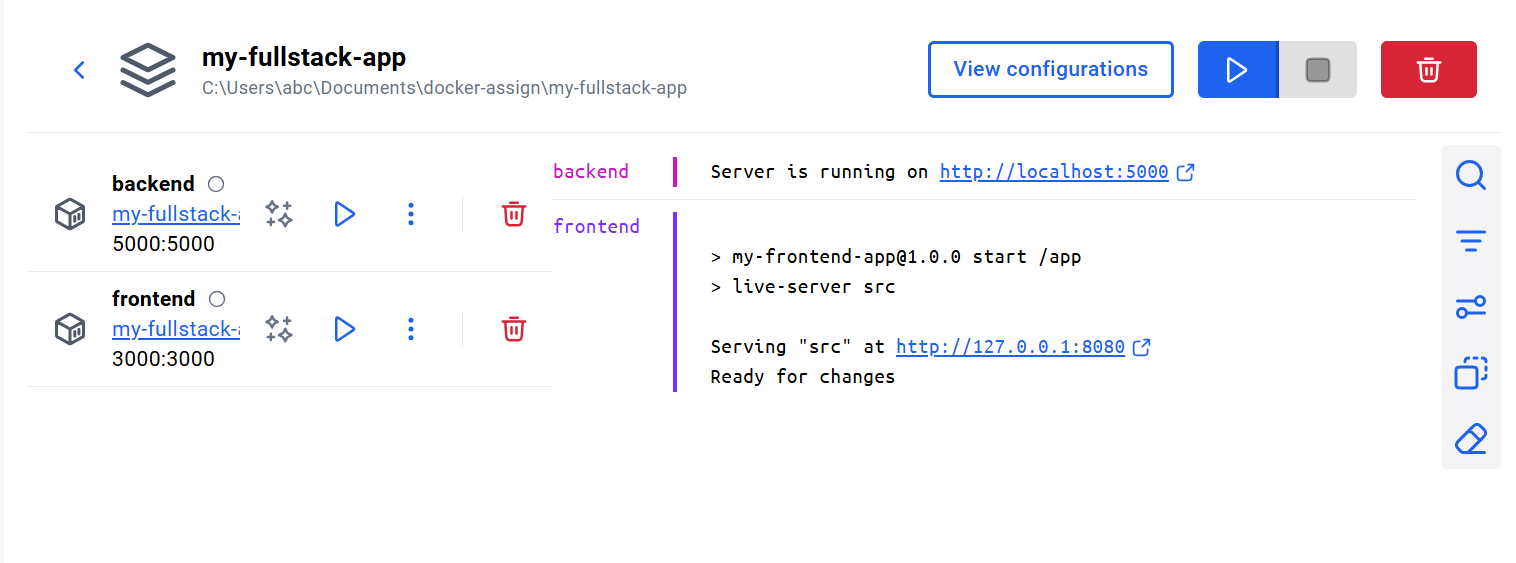 my-fullstack-app
C:\Users\abc\Documents\docker-assign\my-fullstack-app
View configurations
backend
my-fullstack-
5000:5000
frontend
my-fullstack-
3000:3000
backend Server is running on http://localhost:5000
frontend
> my-frontend-app@1.0.0 start /app
> live-server src
Serving "src" at http://127.0.0.1:8080
Ready for changes